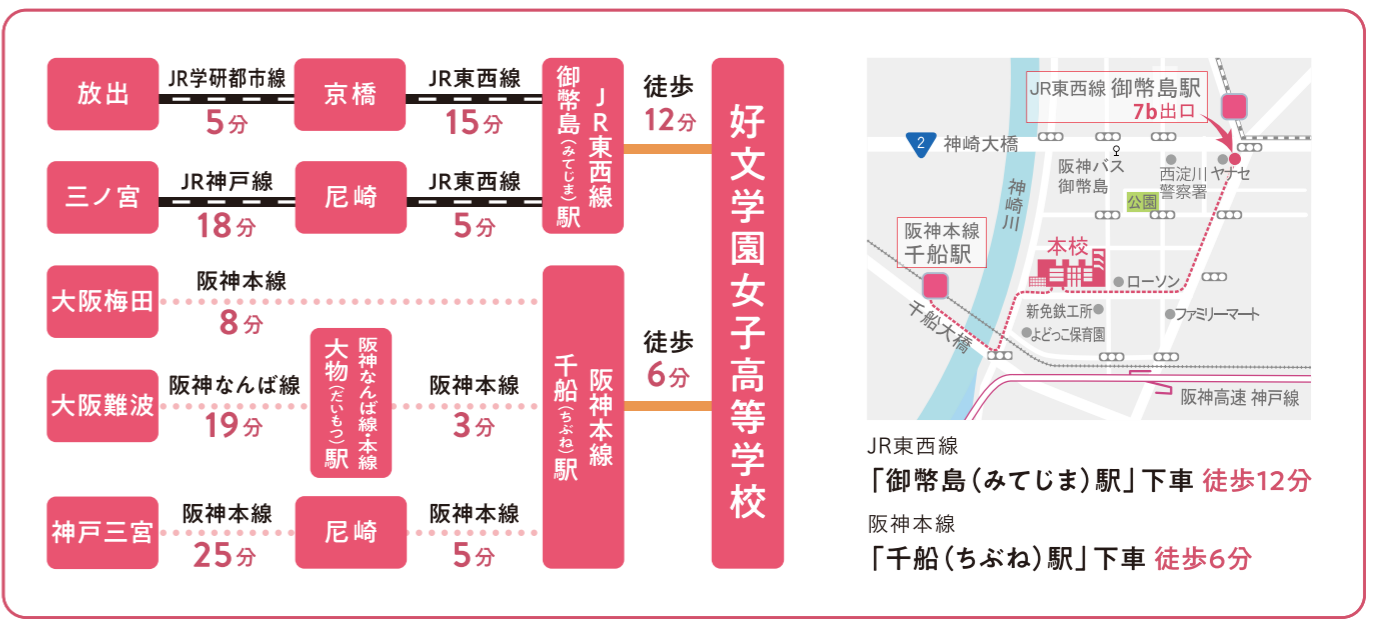 放出
JR学研都市線
5分
京橋
JR東西線
15分
三ノ宮
JR神戸線
18分
尼崎
JR東西線
5分
JR東西線
御幣島(みてじま)駅
徒歩
12分
大阪梅田
阪神本線
8分
大阪難波
阪神なんば線
19分
阪神なんば線・本線
大物(だいもつ)駅
阪神本線
3分
神戸三宮
阪神本線
25分
尼崎
阪神本線
5分
阪神本線
千船(ちぶね)駅
徒歩
6分
好文学園女子高等学校
JR東西線 御幣島駅
7b出口
2
神崎大橋
阪神バス
御幣島
西淀川
警察署
ヤナセ
公園
神崎川
阪神本線
千船駅
本校
ローソン
千船大橋
新免鉄工所
よどっこ保育園
ファミリーマート
阪神高速 神戸線
JR東西線
「御幣島(みてじま)駅」下車 徒歩12分
阪神本線
「千船(ちぶね)駅」下車 徒歩6分